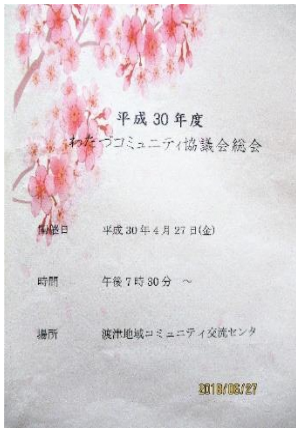 平成30年度
わたづコミュニティ協議会総会
開催日 平成30年4月27日(金)
時間 午後7時30分 ～
場所 渡津地域コミュニティ交流センタ
2018/06/27